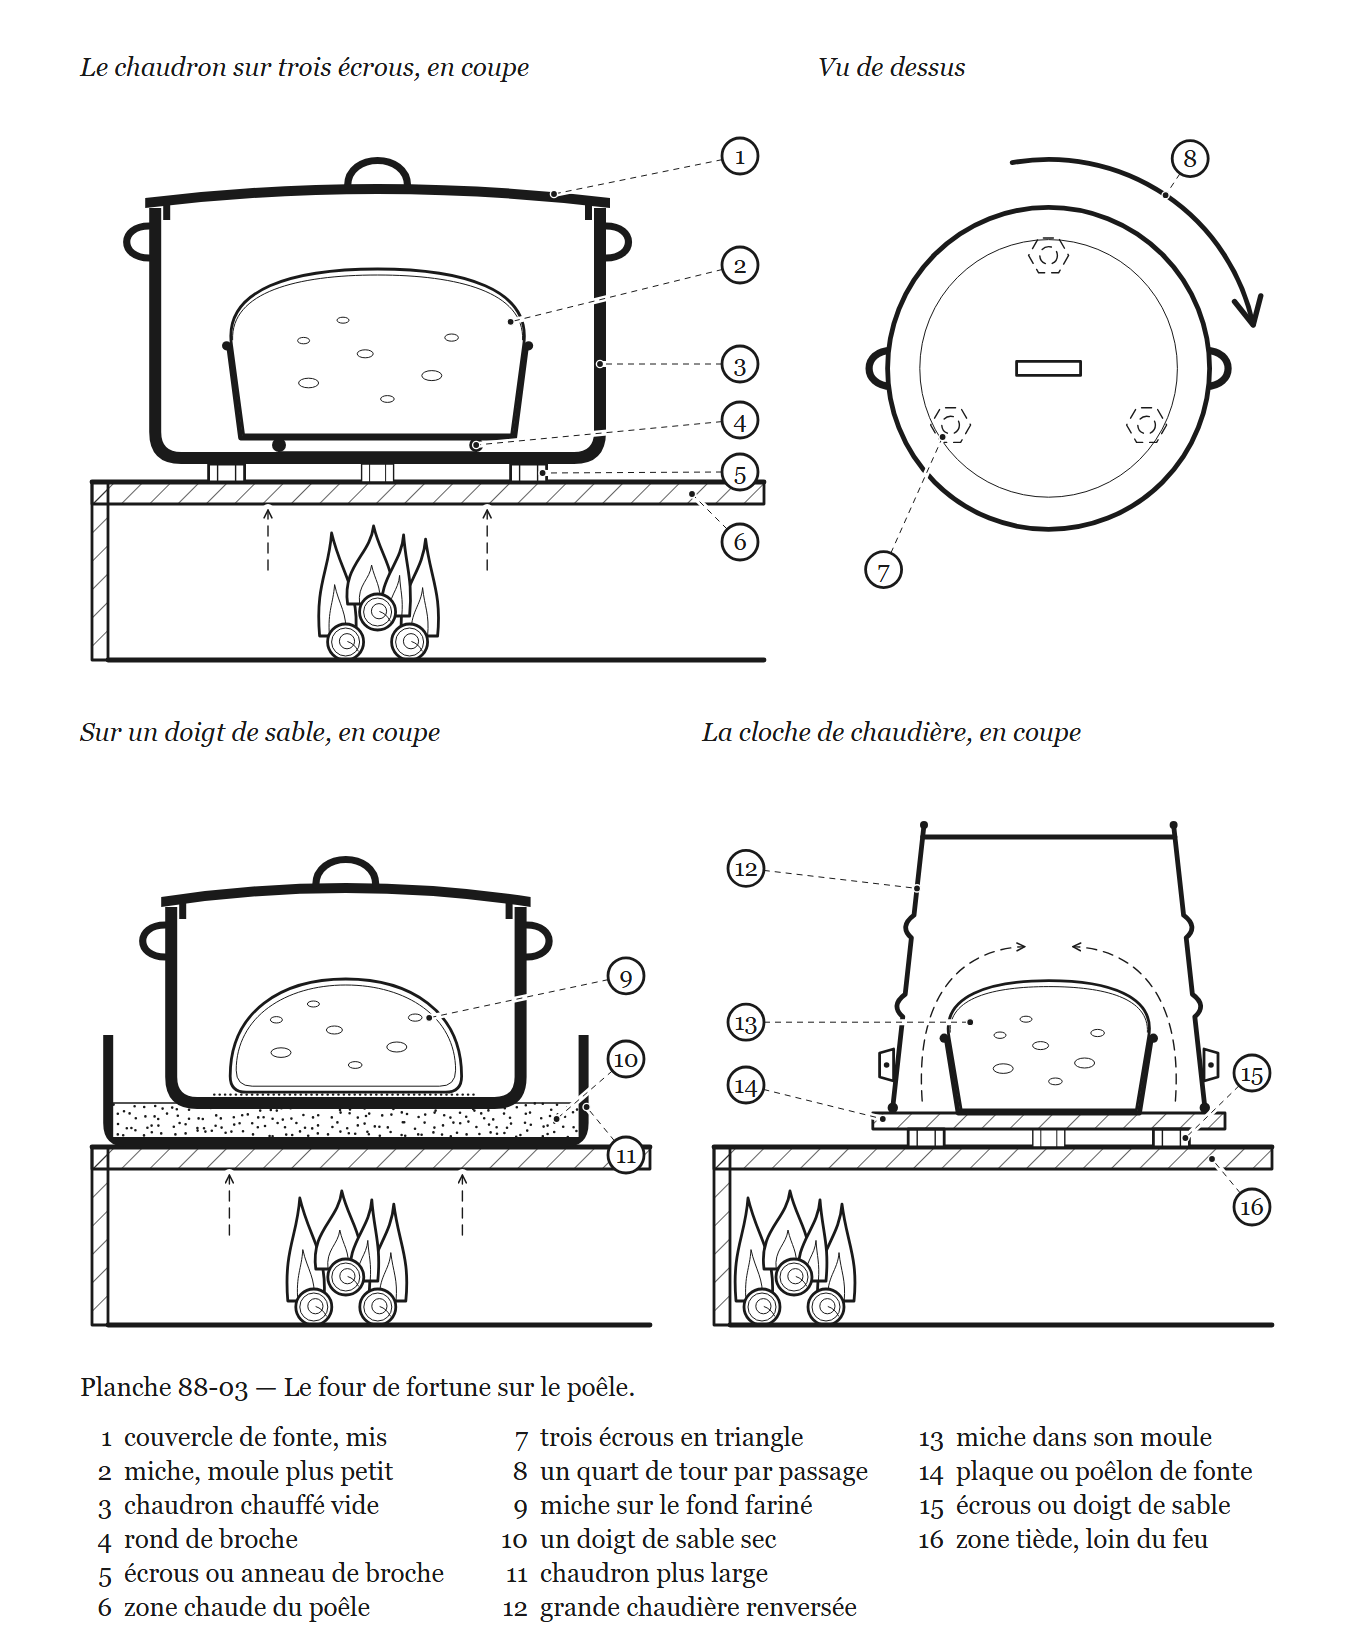 Le chaudron sur trois écrous, en coupe
Vu de dessus
1
8
2
3
4
5
6
7
Sur un doigt de sable, en coupe
La cloche de chaudière, en coupe
12
9
13
10
14
15
11
16
Planche 88-03 — Le four de fortune sur le poêle.
1 couvercle de fonte, mis
2 miche, moule plus petit
3 chaudron chauffé vide
4 rond de broche
5 écrous ou anneau de broche
6 zone chaude du poêle
7 trois écrous en triangle
8 un quart de tour par passage
9 miche sur le fond fariné
10 un doigt de sable sec
11 chaudron plus large
12 grande chaudière renversée
13 miche dans son moule
14 plaque ou poêlon de fonte
15 écrous ou doigt de sable
16 zone tiède, loin du feu